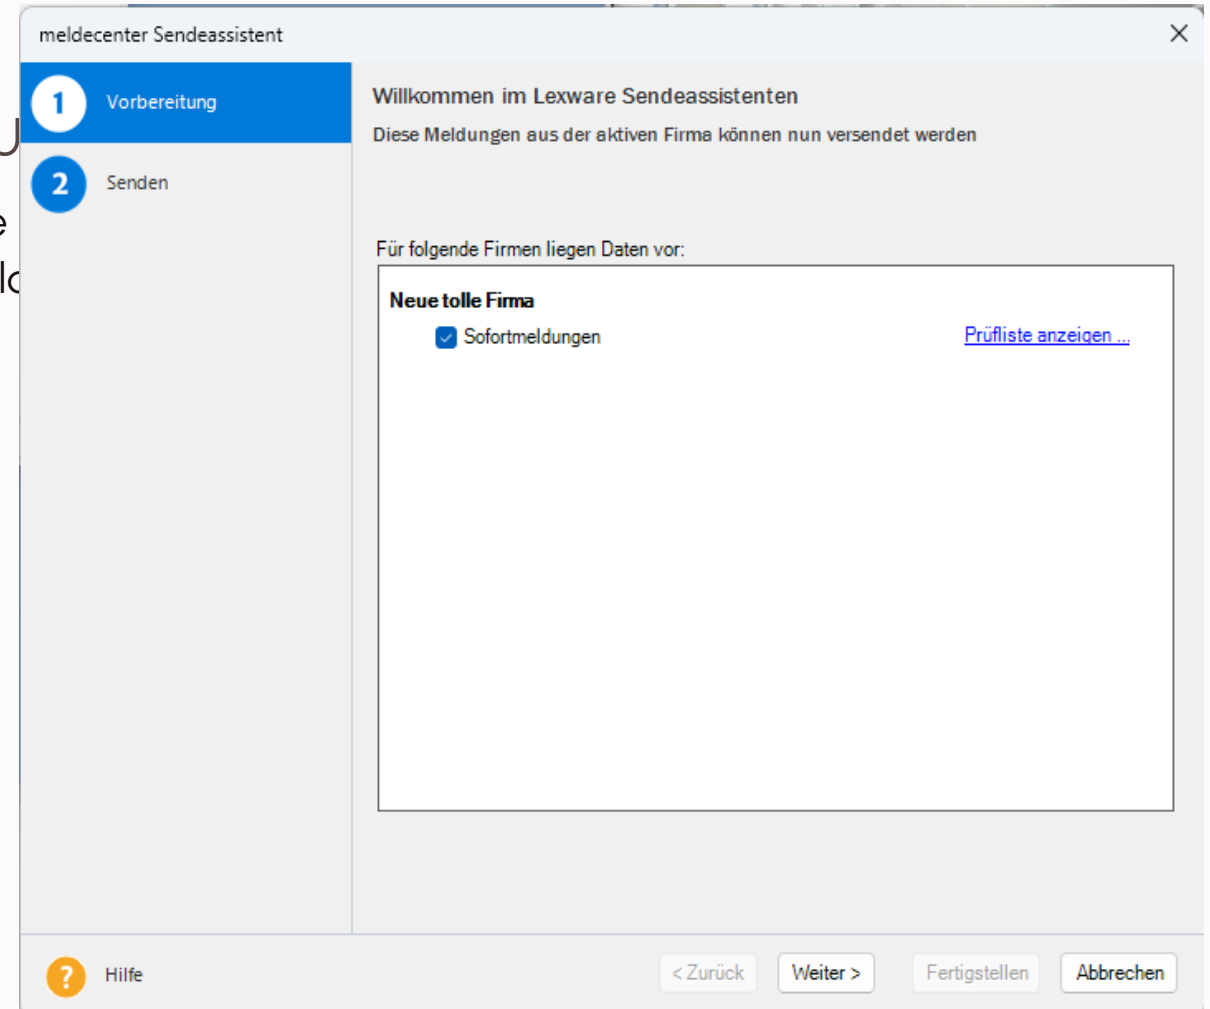 meldecenter Sendeassistent
1 Vorbereitung
2 Senden
Willkommen im Lexware Sendeassistenten
Diese Meldungen aus der aktiven Firma können nun versendet werden
Für folgende Firmen liegen Daten vor:
Neue tolle Firma
Sofortmeldungen Prüfliste anzeigen ...
? Hilfe
< Zurück Weiter > Fertigstellen Abbrechen